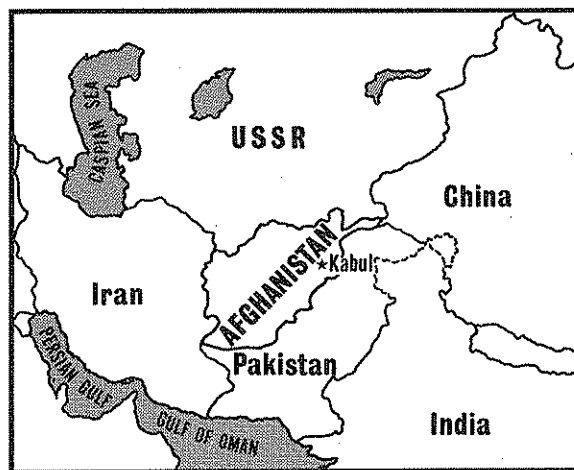 CASPIAN SEA
USSR
China
AFGHANISTAN
Kabul
Iran
Pakistan
PERSIAN GULF
GULF OF OMAN
India